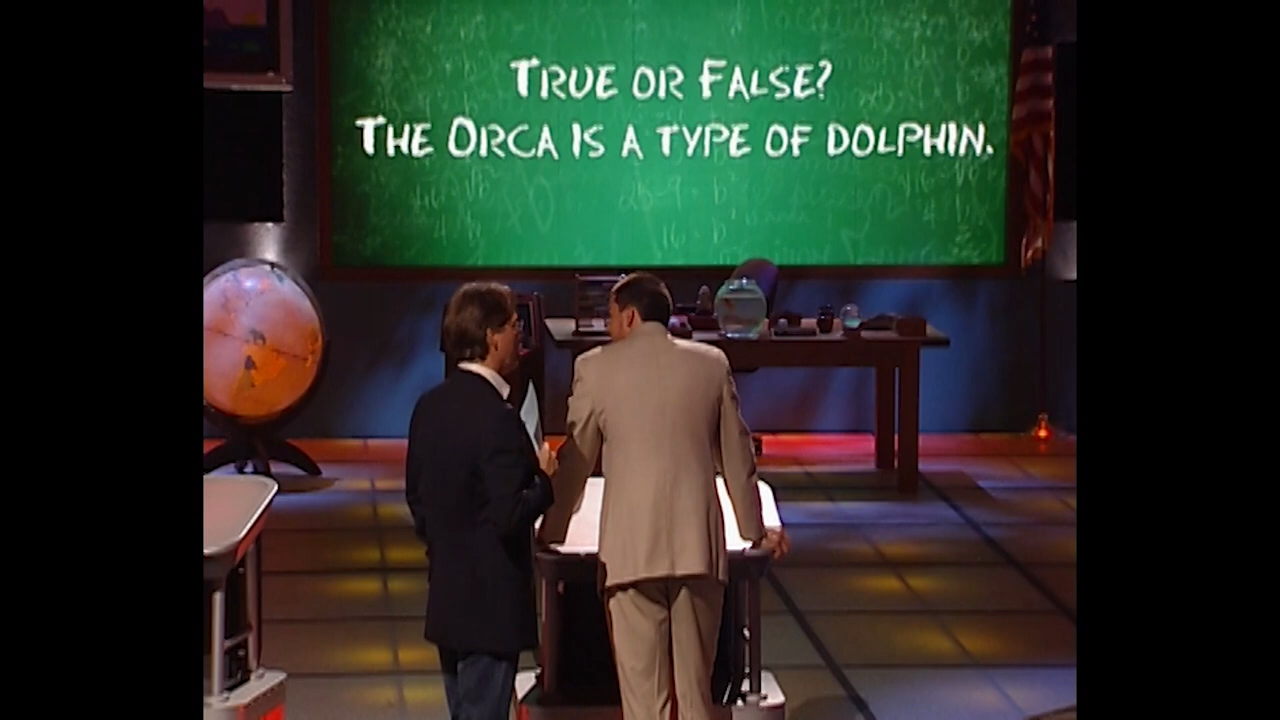 TRUE OR FALSE?
THE ORCA IS A TYPE OF DOLPHIN.